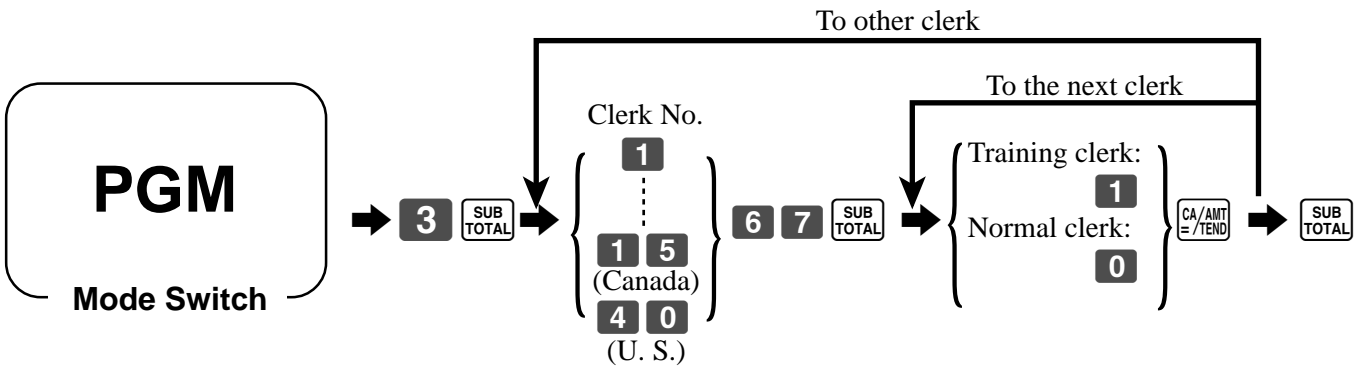 To other clerk
To the next clerk
PGM
Mode Switch
3 SUB TOTAL
Clerk No.
1
1 5
(Canada)
4 0
(U. S.)
6 7 SUB TOTAL
Training clerk:
1
Normal clerk:
0
CA/AMT
= /TEND
SUB
TOTAL